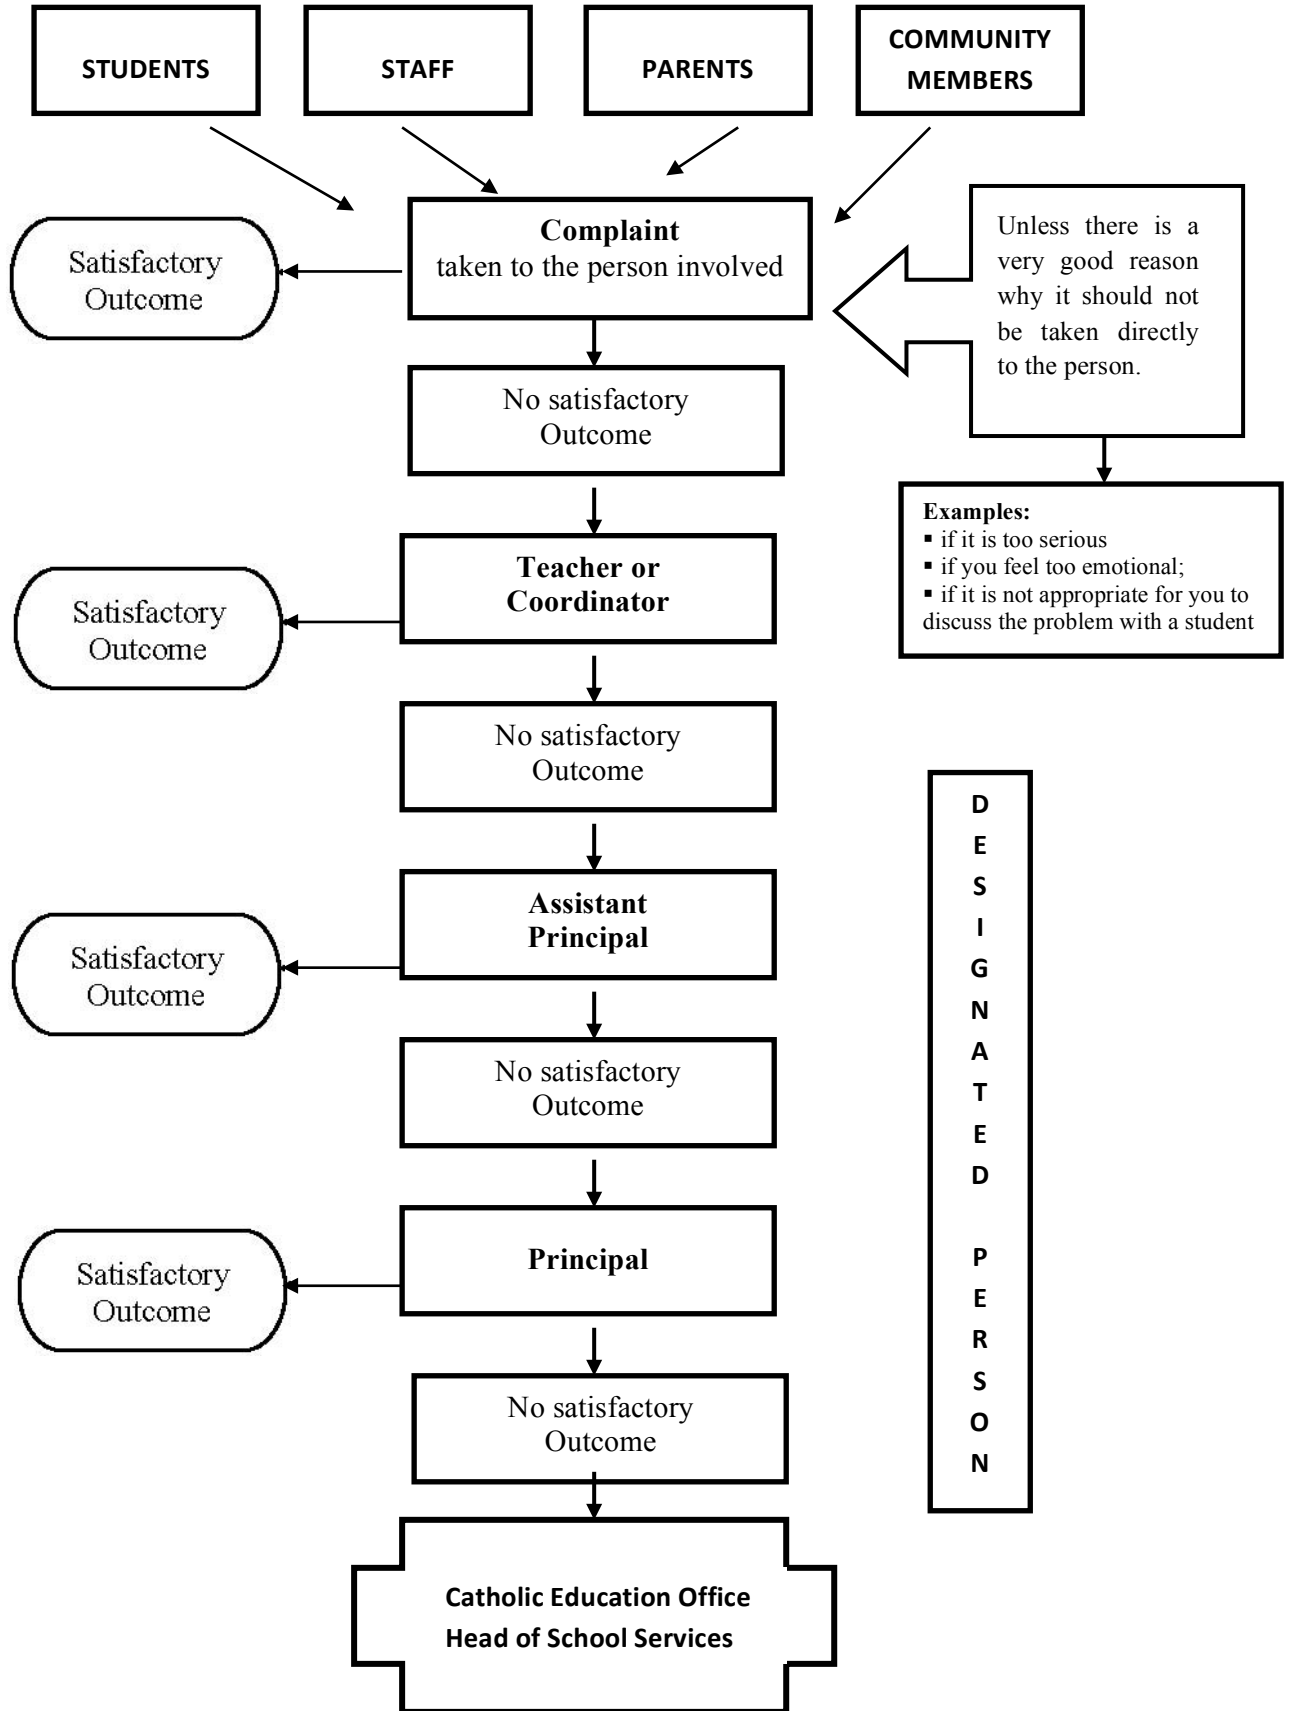 STUDENTS
STAFF
PARENTS
COMMUNITY
MEMBERS
Complaint
taken to the person involved
Satisfactory
Outcome
Unless there is a
very good reason
why it should not
be taken directly
to the person.
No satisfactory
Outcome
Examples:
▪ if it is too serious
▪ if you feel too emotional;
▪ if it is not appropriate for you to
discuss the problem with a student
Teacher or
Coordinator
Satisfactory
Outcome
No satisfactory
Outcome
Assistant
Principal
Satisfactory
Outcome
No satisfactory
Outcome
Principal
Satisfactory
Outcome
No satisfactory
Outcome
Catholic Education Office
Head of School Services
D
E
S
I
G
N
A
T
E
D
P
E
R
S
O
N